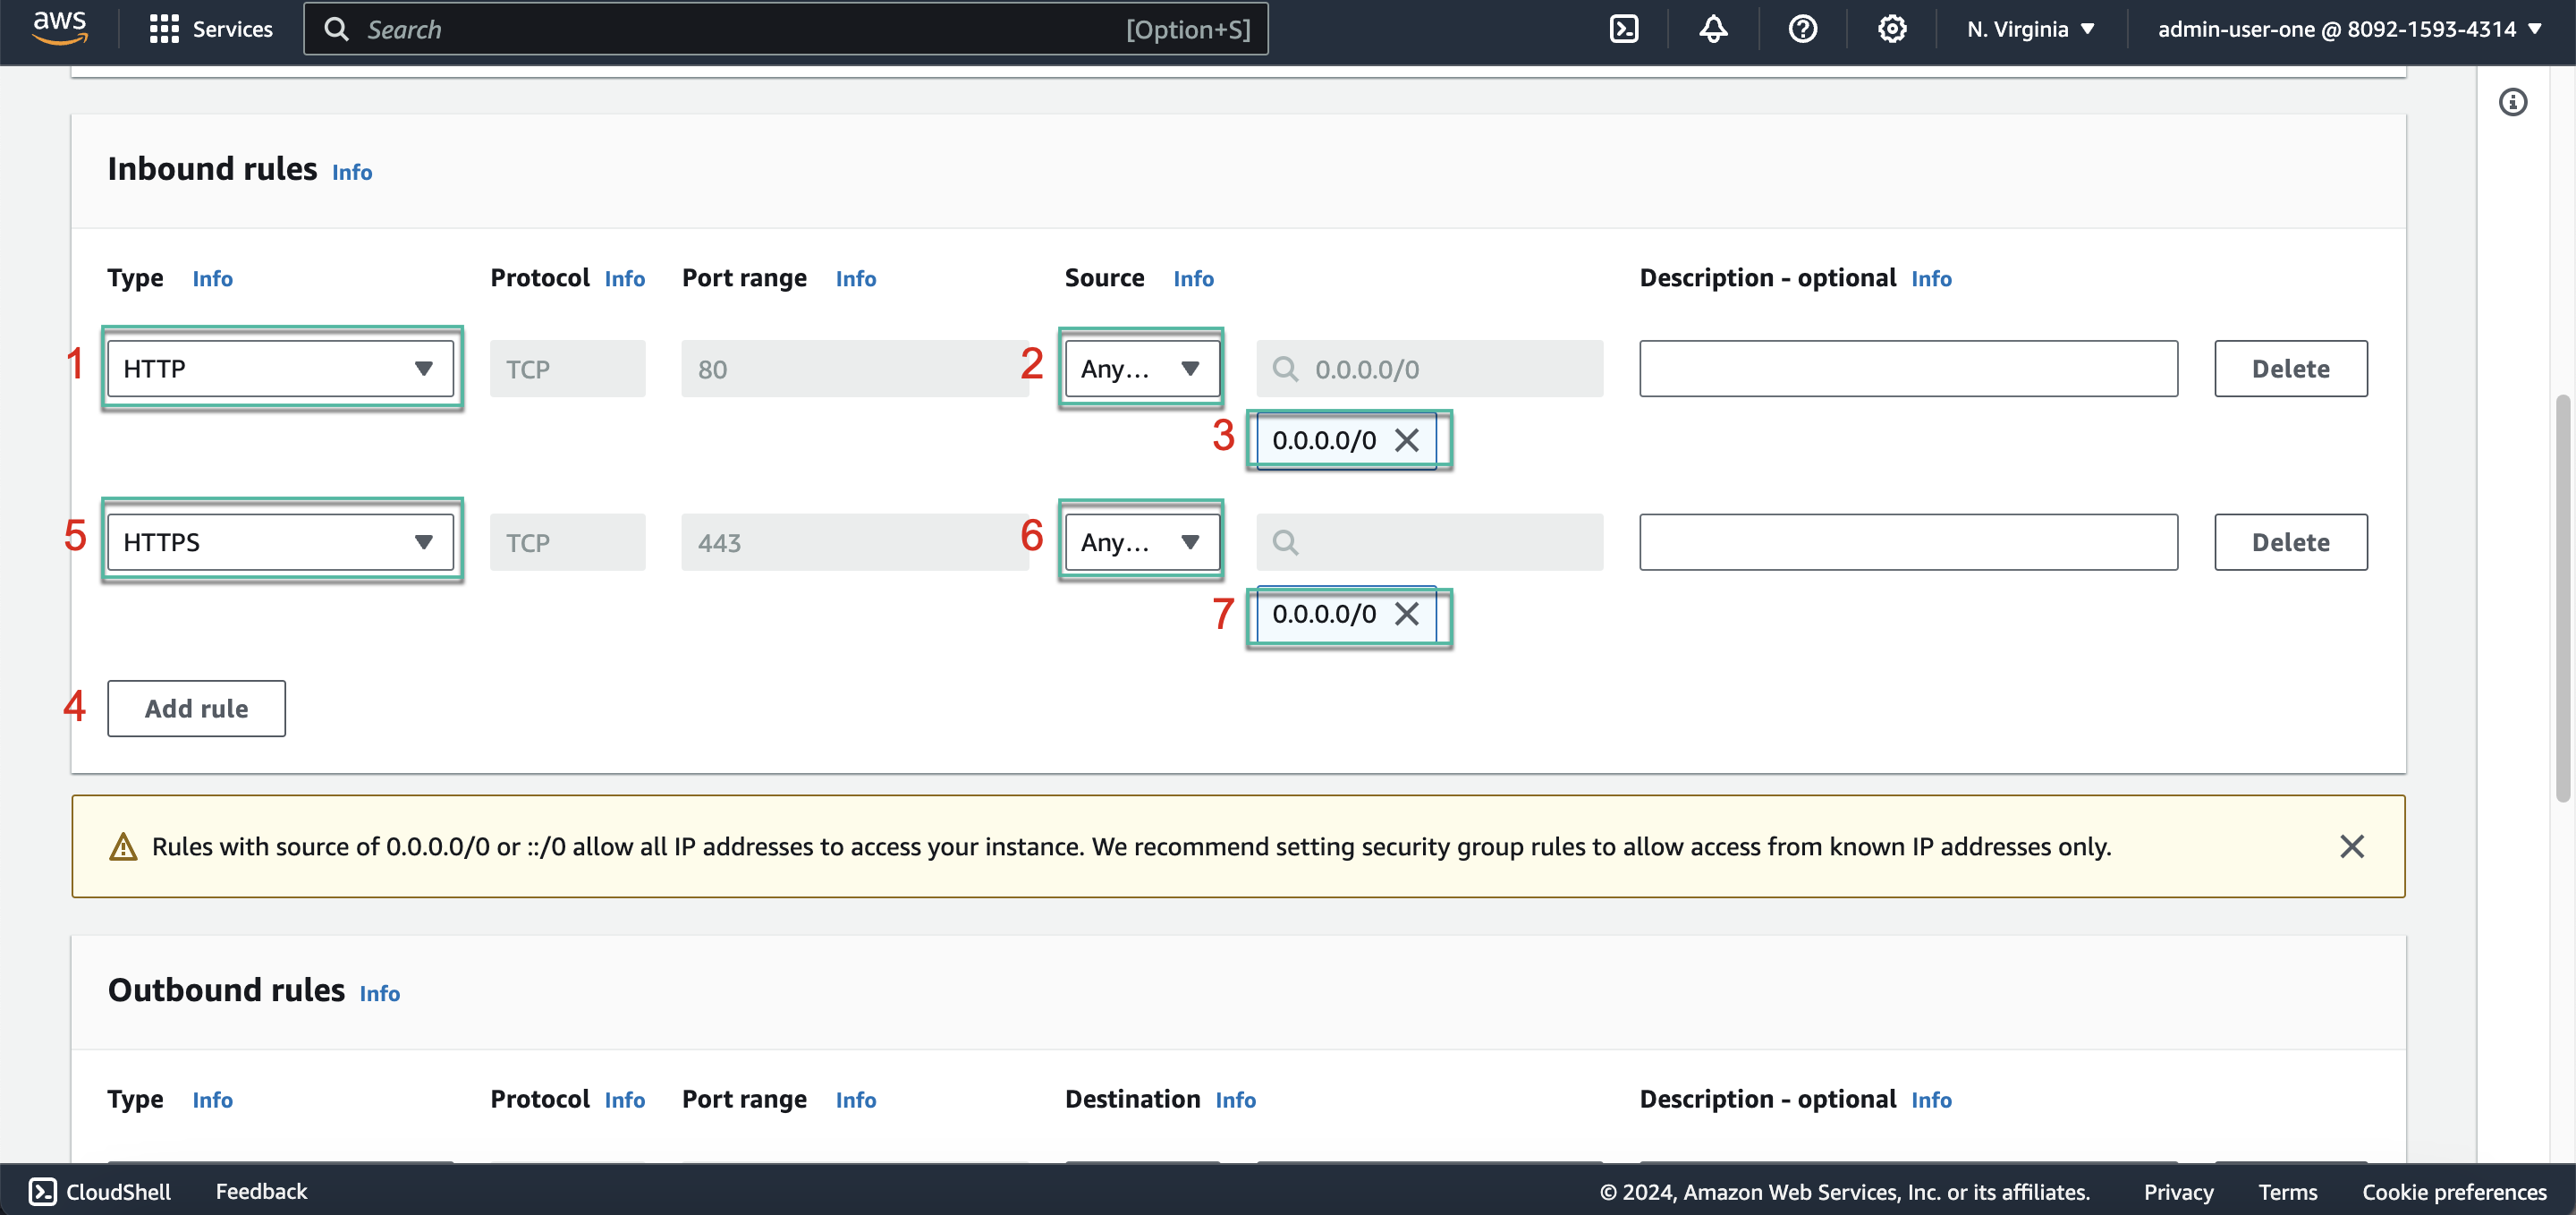 aws Services Search [Option+S] N. Virginia admin-user-one @ 8092-1593-4314
Inbound rules Info
Type Info Protocol Info Port range Info Source Info Description - optional Info
1 HTTP TCP 80 2 Any... 0.0.0.0/0 Delete
3 0.0.0.0/0
5 HTTPS TCP 443 6 Any... Delete
7 0.0.0.0/0
4 Add rule
Rules with source of 0.0.0.0/0 or ::/0 allow all IP addresses to access your instance. We recommend setting security group rules to allow access from known IP addresses only.
Outbound rules Info
Type Info Protocol Info Port range Info Destination Info Description - optional Info
CloudShell Feedback © 2024, Amazon Web Services, Inc. or its affiliates. Privacy Terms Cookie preferences